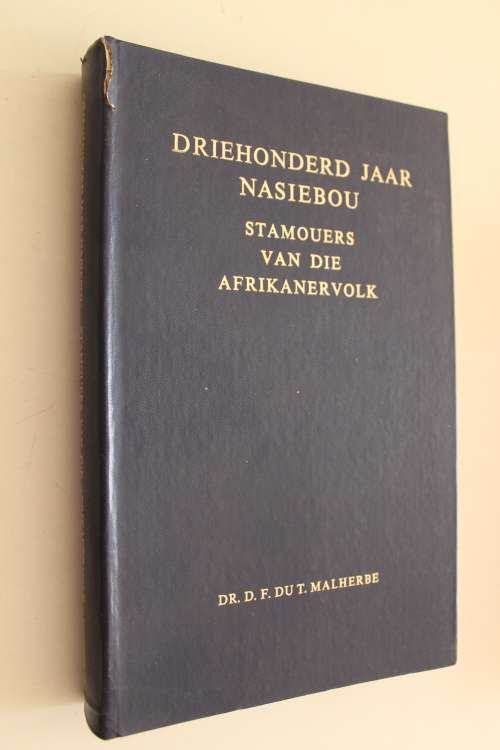 DRIEHONDERD JAAR
NASIEBOU
STAMOUERS
VAN DIE
AFRIKANERVOLK
DR. D. F. DU T. MALHERBE